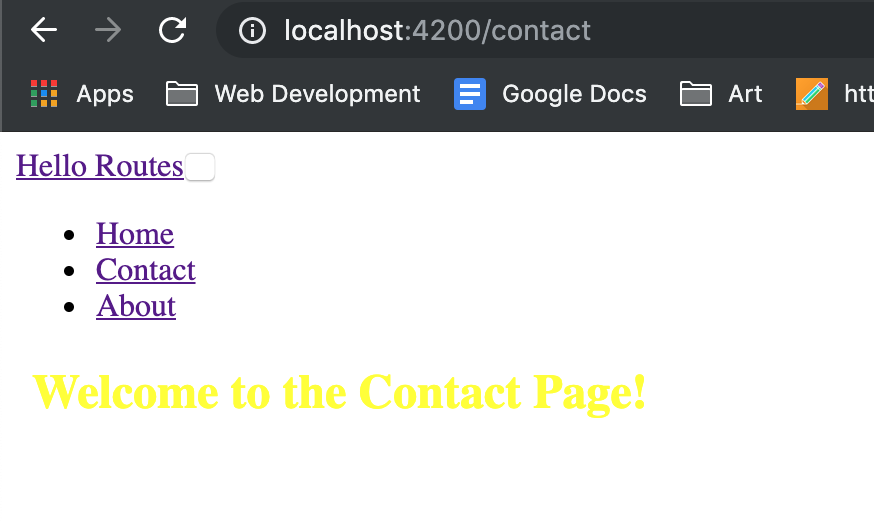 localhost:4200/contact
Apps Web Development Google Docs Art htt
Hello Routes
Home
Contact
About
Welcome to the Contact Page!